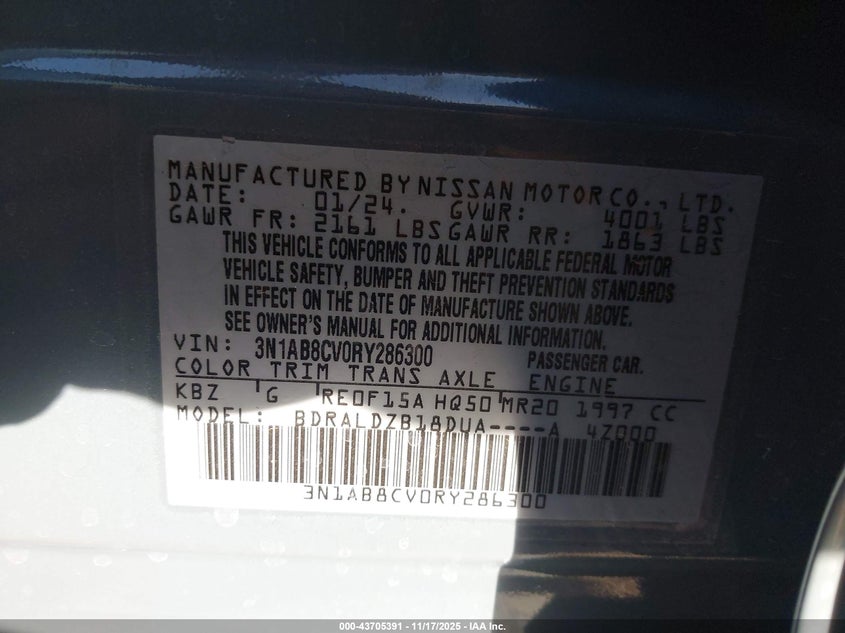 MANUFACTURED BY NISSAN MOTOR CO., LTD.
DATE: 01/24. GVWR: 4001 LBS
GAWR FR: 2161 LBS GAWR RR: 1863 LBS
THIS VEHICLE CONFORMS TO ALL APPLICABLE FEDERAL MOTOR
VEHICLE SAFETY, BUMPER AND THEFT PREVENTION STANDARDS
IN EFFECT ON THE DATE OF MANUFACTURE SHOWN ABOVE.
SEE OWNER'S MANUAL FOR ADDITIONAL INFORMATION.
VIN: 3N1AB8CV0RY286300 PASSENGER CAR.
COLOR TRIM TRANS AXLE ENGINE
KBZ G RE0F15A HQ50 MR20 1997 CC
MODEL: BDRALDZB18DUA----A 4Z000
3N1AB8CV0RY286300
000-43705391 - 11/17/2025 - IAA Inc.